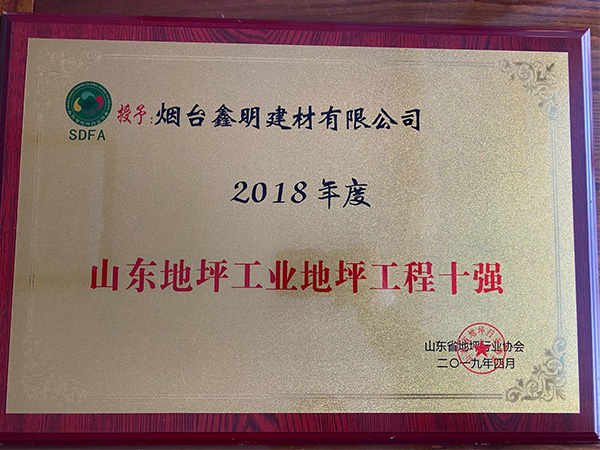 SDFA
授予:烟台鑫明建材有限公司
2018年度
山东地坪工业地坪工程十强
山东省地坪行业协会
二〇一九年四月